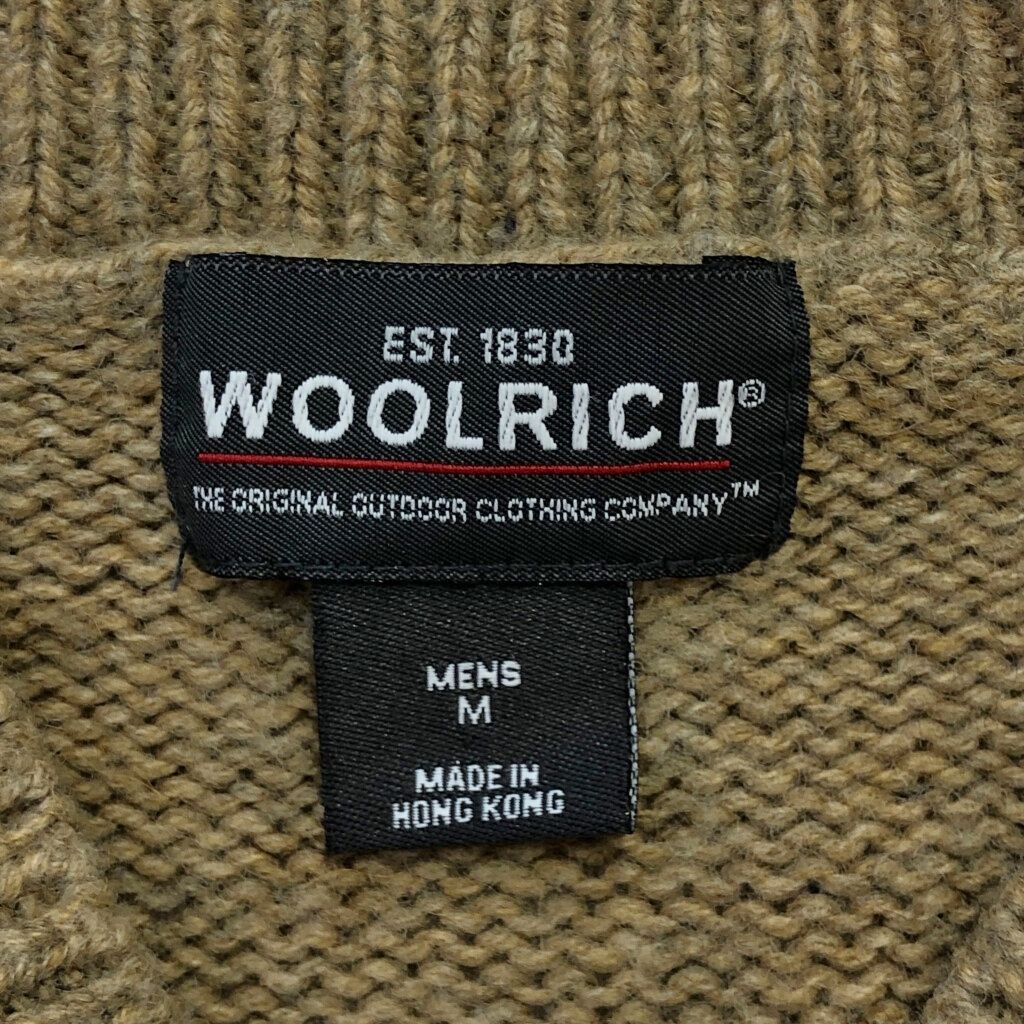 EST. 1830
WOOLRICH®
THE ORIGINAL OUTDOOR CLOTHING COMPANY™
MENS
M
MADE IN
HONG KONG